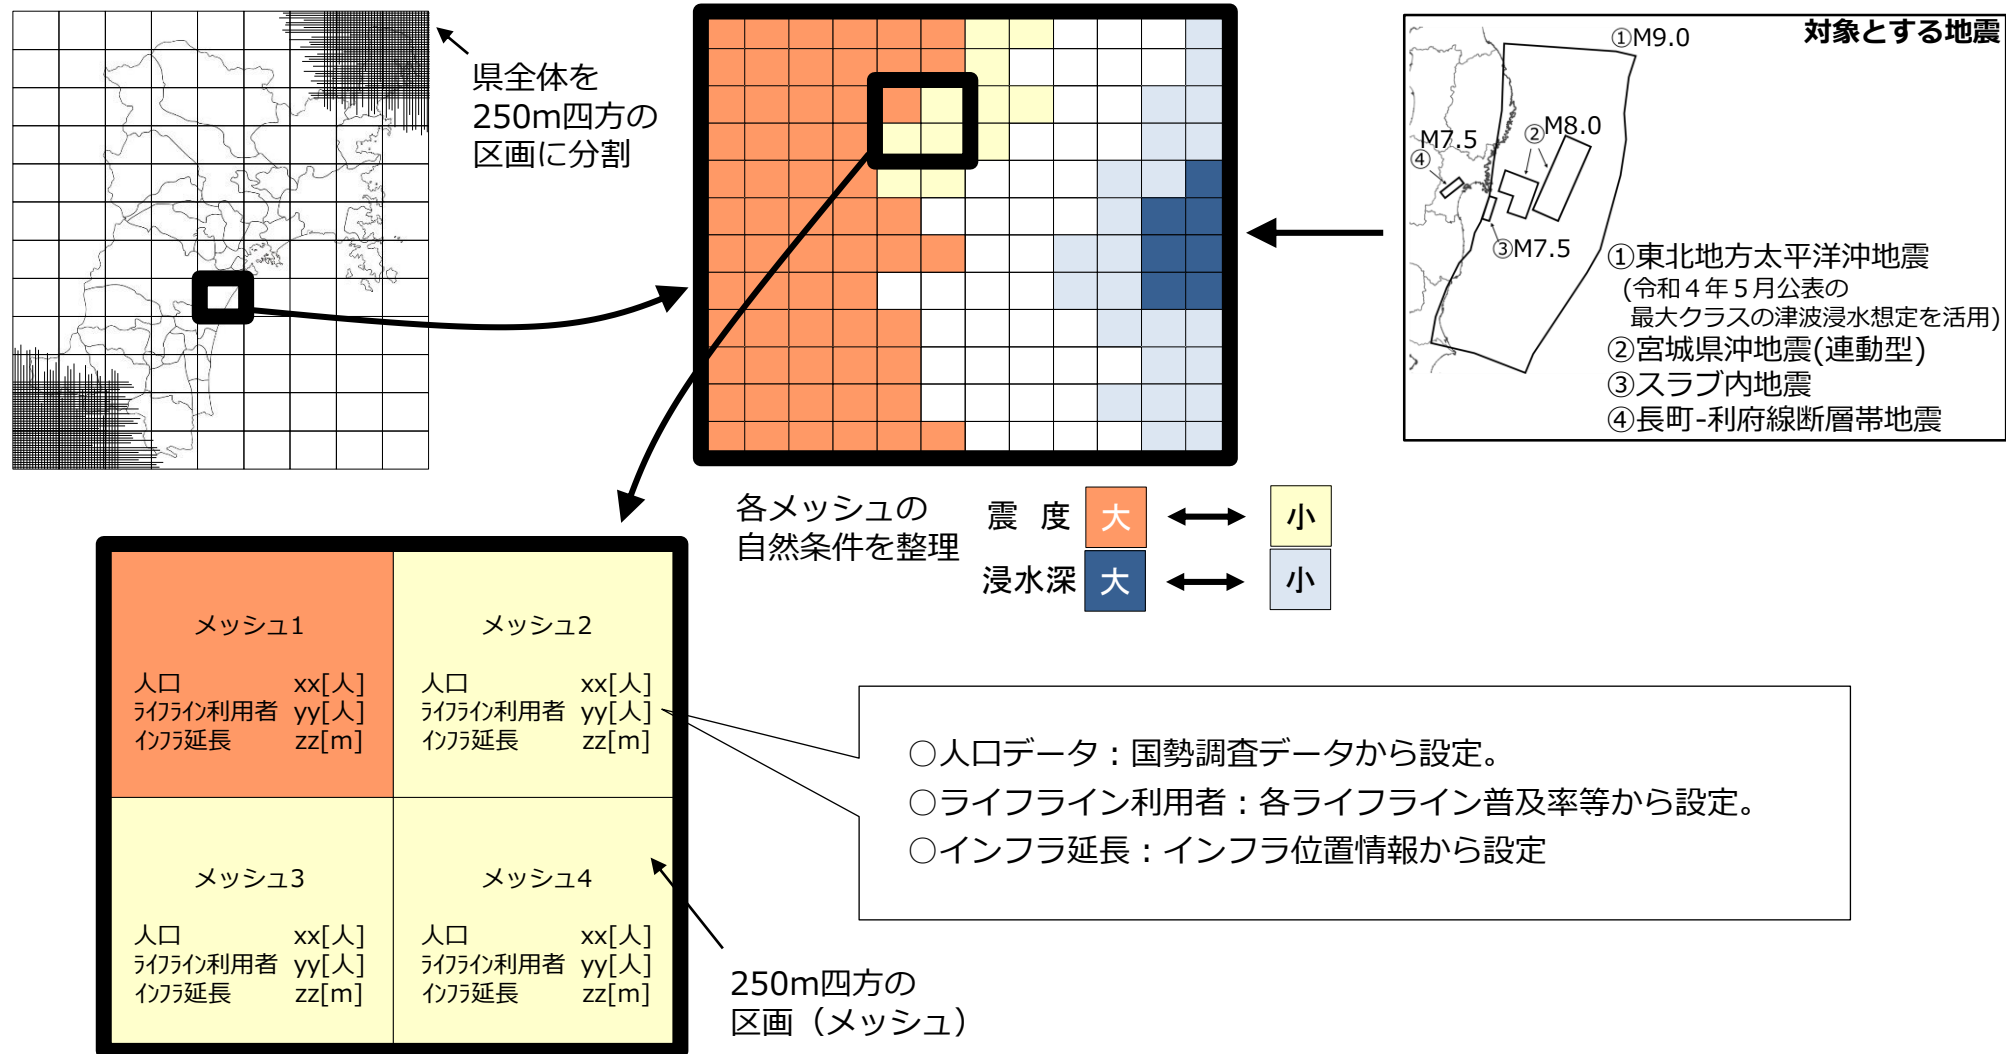 県全体を
250m四方の
区画に分割
対象とする地震
①M9.0
②M8.0
M7.5
④
③M7.5
①東北地方太平洋沖地震
(令和４年５月公表の
最大クラスの津波浸水想定を活用)
②宮城県沖地震(連動型)
③スラブ内地震
④長町-利府線断層帯地震
各メッシュの
自然条件を整理
震 度 大 小
浸水深 大 小
メッシュ1
人口 xx[人]
ﾗｲﾌﾗｲﾝ利用者 yy[人]
ｲﾝﾌﾗ延長 zz[m]
メッシュ2
人口 xx[人]
ﾗｲﾌﾗｲﾝ利用者 yy[人]
ｲﾝﾌﾗ延長 zz[m]
メッシュ3
人口 xx[人]
ﾗｲﾌﾗｲﾝ利用者 yy[人]
ｲﾝﾌﾗ延長 zz[m]
メッシュ4
人口 xx[人]
ﾗｲﾌﾗｲﾝ利用者 yy[人]
ｲﾝﾌﾗ延長 zz[m]
○人口データ：国勢調査データから設定。
○ライフライン利用者：各ライフライン普及率等から設定。
○インフラ延長：インフラ位置情報から設定
250m四方の
区画（メッシュ）